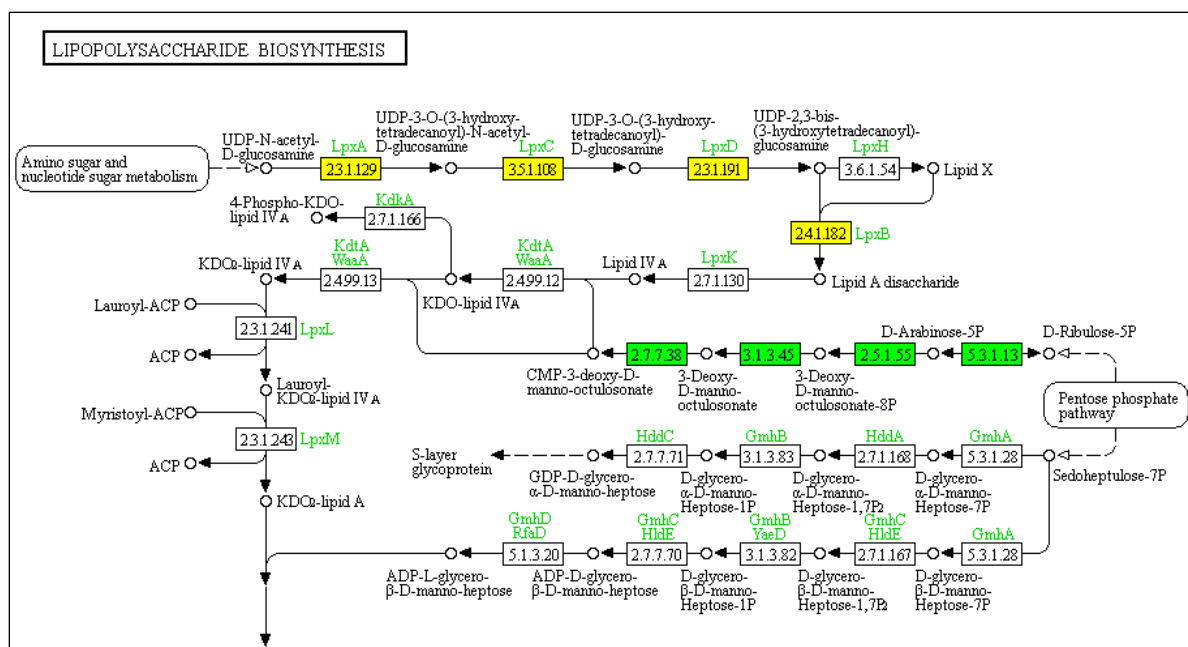 LIPOPOLYSACCHARIDE BIOSYNTHESIS
UDP-N-acetyl-
D-glucosamine
UDP-3-O-(3-hydroxy-
tetradecanoyl)-N-acetyl-
D-glucosamine
UDP-3-O-(3-hydroxy-
tetradecanoyl)-
D-glucosamine
UDP-2,3-bis-
(3-hydroxytetradecanoyl)-
glucosamine
Amino sugar and
nucleotide sugar metabolism
LpxA
2.3.1.129
LpxC
3.5.1.108
LpxD
2.3.1.191
LpxH
3.6.1.54
Lipid X
4-Phospho-KDO-
lipid IVA
KdkA
2.7.1.166
2.4.1.182
LpxB
KDO2-lipid IVA
KdtA
WaaA
2.4.99.13
KDO-lipid IVA
KdtA
WaaA
2.4.99.12
Lipid IVA
LpxK
2.7.1.130
Lipid A disaccharide
Lauroyl-ACP
2.3.1.241
LpxL
ACP
Lauroyl-
KDO2-lipid IVA
Myristoyl-ACP
2.3.1.243
LpxM
ACP
KDO2-lipid A
D-Arabinose-5P
D-Ribulose-5P
2.7.7.38
3.1.3.45
2.5.1.55
5.3.1.13
CMP-3-deoxy-D-
manno-octulosonate
3-Deoxy-
D-manno-
octulosonate
3-Deoxy-
D-manno-
octulosonate-8P
Pentose phosphate
pathway
S-layer
glycoprotein
HddC
2.7.7.71
GmhB
3.1.3.83
HddA
2.7.1.168
GmhA
5.3.1.28
Sedoheptulose-7P
GDP-D-glycero-
α-D-manno-heptose
D-glycero-
α-D-manno-
Heptose-1P
D-glycero-
α-D-manno-
Heptose-1,7P2
D-glycero-
α-D-manno-
Heptose-7P
GmhD
RfaD
5.1.3.20
GmhC
HldE
2.7.7.70
GmhB
YaeD
3.1.3.82
GmhC
HldE
2.7.1.167
GmhA
5.3.1.28
ADP-L-glycero-
β-D-manno-heptose
ADP-D-glycero-
β-D-manno-heptose
D-glycero-
β-D-manno-
Heptose-1P
D-glycero-
β-D-manno-
Heptose-1,7P2
D-glycero-
β-D-manno-
Heptose-7P